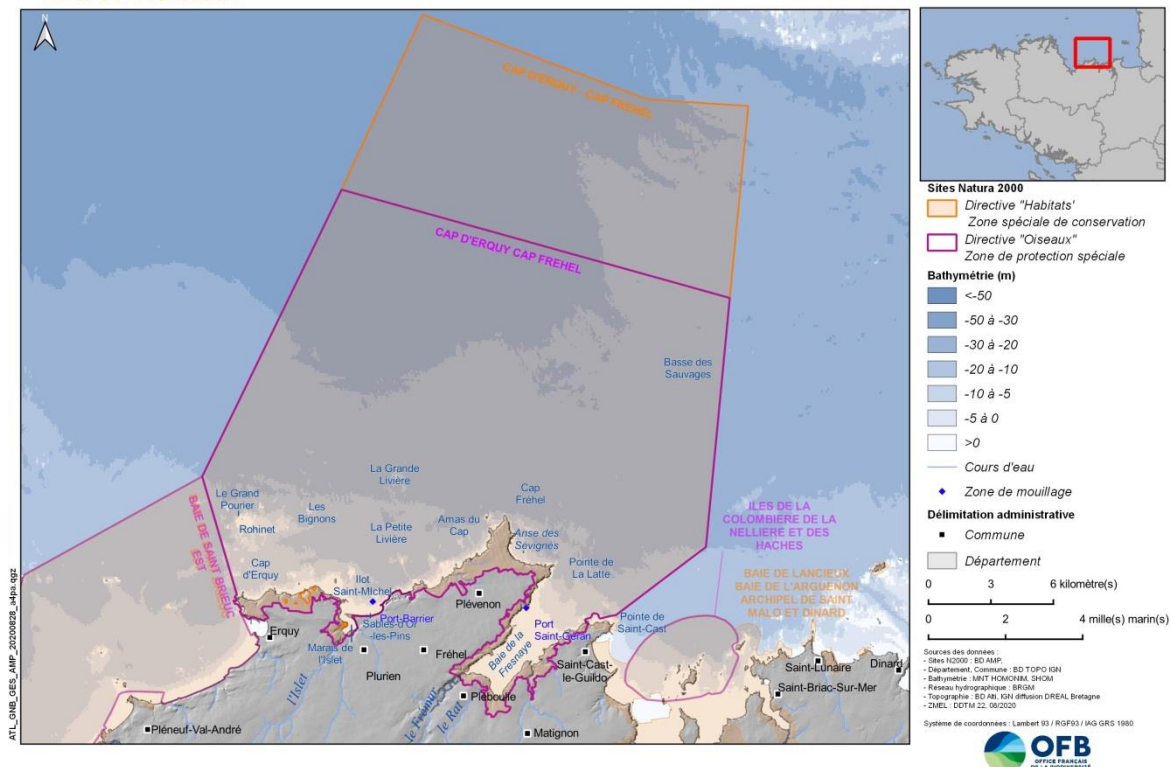 N
CAP D'ERQUY - CAP FREHEL
CAP D'ERQUY CAP FREHEL
Basse des
Sauvages
La Grande
Livière
Cap
Fréhel
Le Grand
Pourier
Les
Bignons
Rohinet
La Petite
Livière
Amas du
Cap
Anse des
Sévignés
BAIE DE SAINT BRIEUC
EST
ILES DE LA
COLOMBIERE DE LA
NELLIERE ET DES
HACHES
Cap
d'Erquy
Ilot
Saint-MIchel
Pointe de
La Latte
BAIE DE LANCIEUX
BAIE DE L'ARGUENON
ARCHIPEL DE SAINT
MALO ET DINARD
Plévenon
Port-Barrier
Port
Saint-Géran
Pointe de
Saint-Cast
Erquy
Sables-d'Or
-les-Pins
Marais de
l'Islet
Fréhel
Baie de la
Fresnaye
Saint-Cast-
le-Guildo
Saint-Lunaire
Dinard
Plurien
l'Islet
le Frémur
le Rat
Pléboulle
Saint-Briac-Sur-Mer
Pléneuf-Val-André
Matignon
ATL_GNB_GES_AMP_20200828_a4pa.qgz
Sites Natura 2000
Directive "Habitats'
Zone spéciale de conservation
Directive "Oiseaux"
Zone de protection spéciale
Bathymétrie (m)
<-50
-50 à -30
-30 à -20
-20 à -10
-10 à -5
-5 à 0
>0
Cours d'eau
Zone de mouillage
Délimitation administrative
Commune
Département
0 3 6 kilomètre(s)
0 2 4 mille(s) marin(s)
Sources des données :
- Sites N2000 : BD AMP,
- Département, Commune : BD TOPO IGN
- Bathymétrie : MNT HOMONIM, SHOM
- Réseau hydrographique : BRGM
- Topographie : BD Alti. IGN diffusion DREAL Bretagne
- ZMEL : DDTM 22, 08/2020
Système de coordonnées : Lambert 93 / RGF93 / IAG GRS 1980
OFB
OFFICE FRANÇAIS
DE LA BIODIVERSITÉ